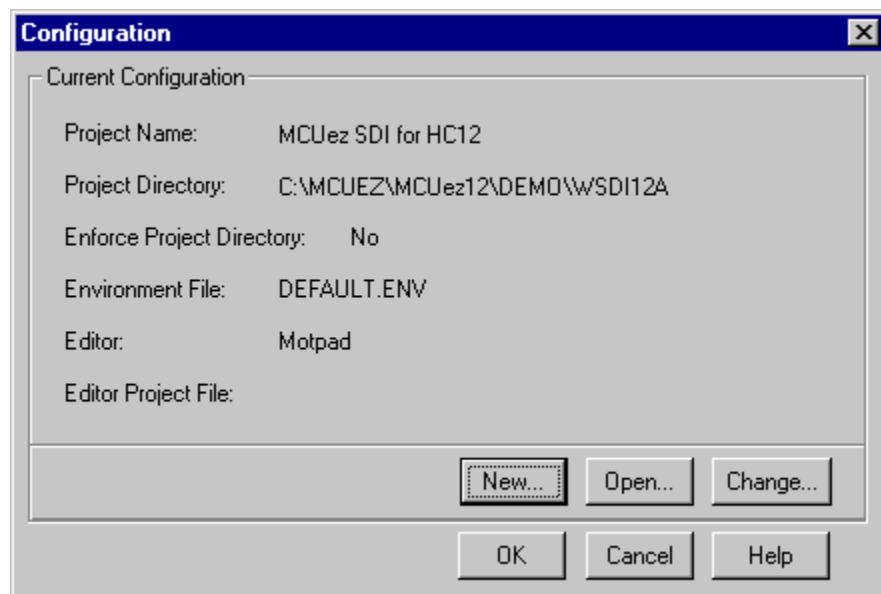 Configuration
Current Configuration
Project Name: MCUez SDI for HC12
Project Directory: C:\MCUEZ\MCUez12\DEMO\WSDI12A
Enforce Project Directory: No
Environment File: DEFAULT.ENV
Editor: Motpad
Editor Project File:
New... Open... Change...
OK Cancel Help